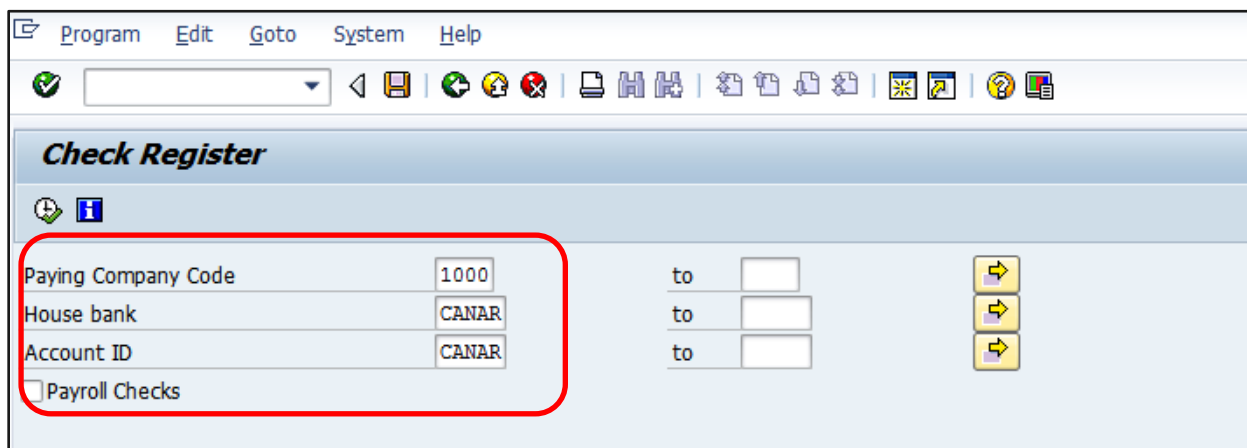 Program Edit Goto System Help
Check Register
Paying Company Code 1000 to
House bank CANAR to
Account ID CANAR to
Payroll Checks